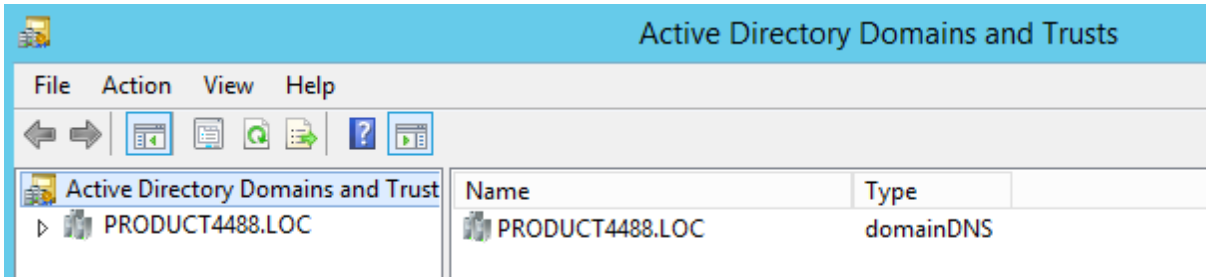 Active Directory Domains and Trusts
File Action View Help
Active Directory Domains and Trust
PRODUCT4488.LOC
Name Type
PRODUCT4488.LOC domainDNS